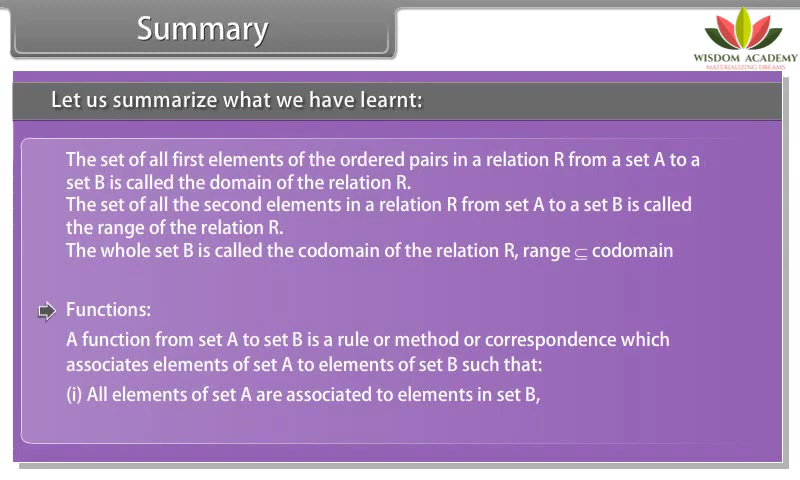 Summary
WISDOM ACADEMY
MATERIALIZING DREAMS
Let us summarize what we have learnt:
The set of all first elements of the ordered pairs in a relation R from a set A to a
set B is called the domain of the relation R.
The set of all the second elements in a relation R from set A to a set B is called
the range of the relation R.
The whole set B is called the codomain of the relation R, range ⊆ codomain
Functions:
A function from set A to set B is a rule or method or correspondence which
associates elements of set A to elements of set B such that:
(i) All elements of set A are associated to elements in set B,